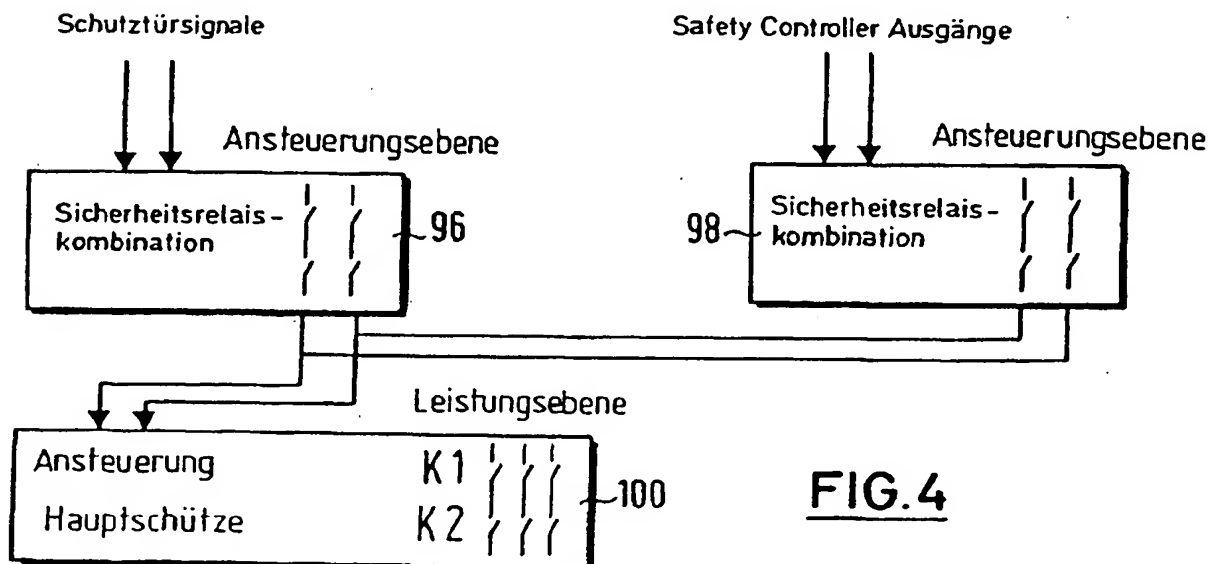 Schutztürsignale
Safety Controller Ausgänge
Ansteuerungsebene
Ansteuerungsebene
Sicherheitsrelais-
kombination
96
98
Sicherheitsrelais-
kombination
Leistungsebene
Ansteuerung
K1
100
Hauptschütze
K2
FIG.4